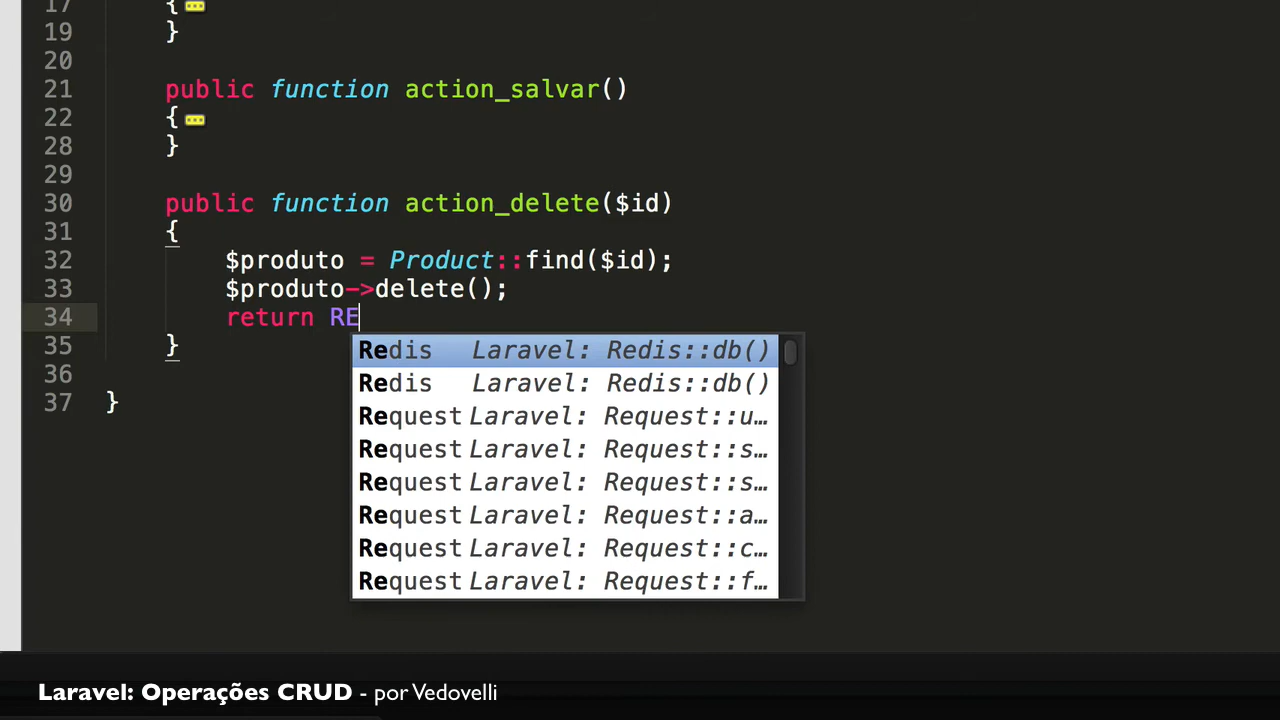 17 {
19 }
20
21 public function action_salvar()
22 {
28 }
29
30 public function action_delete($id)
31 {
32 $produto = Product::find($id);
33 $produto->delete();
34 return RE
35 }
36
37 }
Redis Laravel: Redis::db()
Redis Laravel: Redis::db()
Request Laravel: Request::u…
Request Laravel: Request::s…
Request Laravel: Request::s…
Request Laravel: Request::a…
Request Laravel: Request::c…
Request Laravel: Request::f…
Laravel: Operações CRUD - por Vedovelli